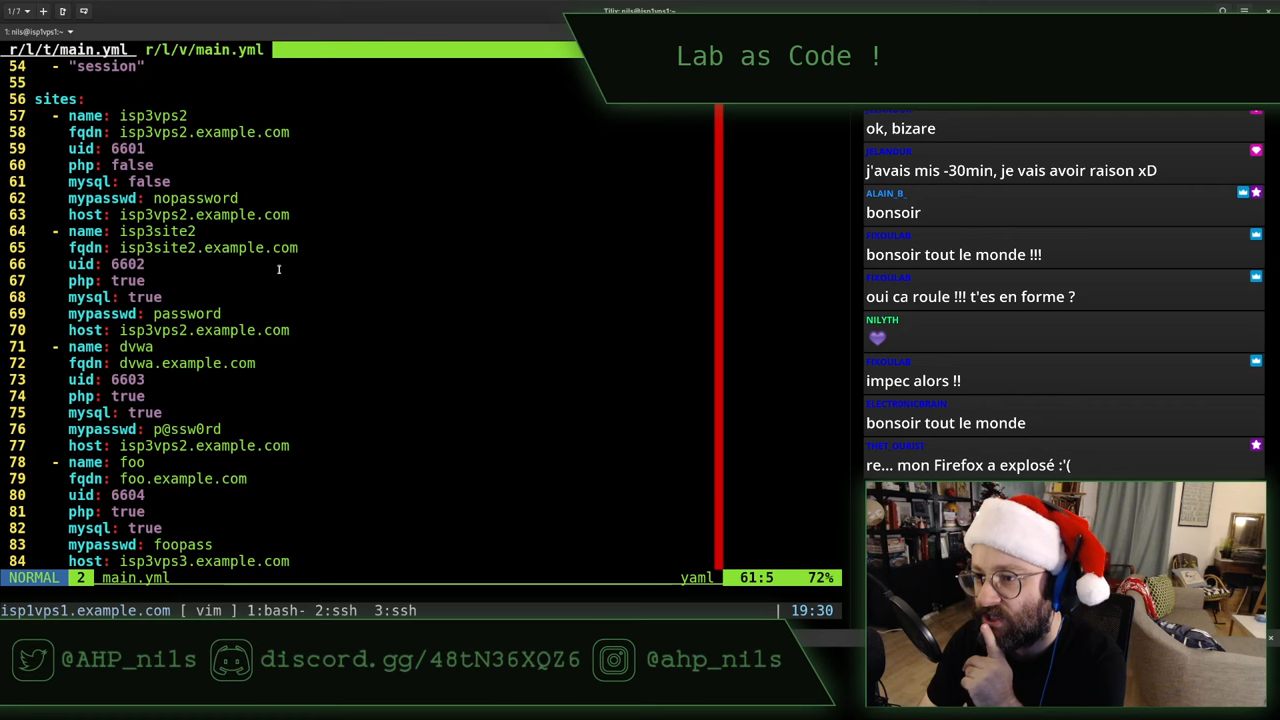 1/7
Tilix: nils@isp1vps1:~
1: nils@isp1vps1:~
r/l/t/main.yml r/l/v/main.yml
54 - "session"
55
56 sites:
57 - name: isp3vps2
58 fqdn: isp3vps2.example.com
59 uid: 6601
60 php: false
61 mysql: false
62 mypasswd: nopassword
63 host: isp3vps2.example.com
64 - name: isp3site2
65 fqdn: isp3site2.example.com
66 uid: 6602
67 php: true
68 mysql: true
69 mypasswd: password
70 host: isp3vps2.example.com
71 - name: dvwa
72 fqdn: dvwa.example.com
73 uid: 6603
74 php: true
75 mysql: true
76 mypasswd: p@ssw0rd
77 host: isp3vps2.example.com
78 - name: foo
79 fqdn: foo.example.com
80 uid: 6604
81 php: true
82 mysql: true
83 mypasswd: foopass
84 host: isp3vps3.example.com
NORMAL 2 main.yml yaml 61:5 72%
isp1vps1.example.com [ vim ] 1:bash- 2:ssh 3:ssh | 19:30
Lab as Code !
ok, bizare
JELANDUR
j'avais mis -30min, je vais avoir raison xD
ALAIN_B_
bonsoir
FIXOULAB
bonsoir tout le monde !!!
FIXOULAB
oui ca roule !!! t'es en forme ?
NILYTH
FIXOULAB
impec alors !!
ELECTR0NICBRAIN
bonsoir tout le monde
THET_OURIST
re... mon Firefox a explosé :'(
@AHP_nils discord.gg/48tN36XQZ6 @ahp_nils